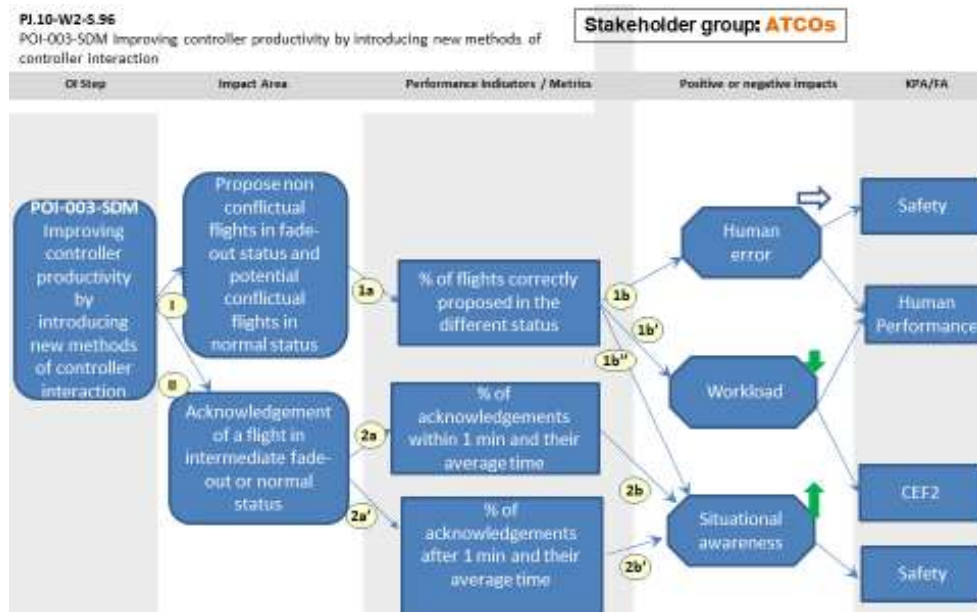 PJ.10-W2-S.96
POI-003-SDM Improving controller productivity by introducing new methods of
controller interaction
Stakeholder group: ATCOs
OI Step
Impact Area
Performance Indicators / Metrics
Positive or negative impacts
KPA/FA
POI-003-SDM
Improving
controller
productivity
by
introducing
new methods
of controller
interaction
I
II
Propose non
conflictual
flights in fade-
out status and
potential
conflictual
flights in
normal status
Acknowledgement
of a flight in
intermediate fade-
out or normal
status
1a
2a
2a'
% of flights correctly
proposed in the
different status
% of
acknowledgements
within 1 min and their
average time
% of
acknowledgements
after 1 min and their
average time
1b
1b'
1b''
2b
2b'
Human
error
Workload
Situational
awareness
Safety
Human
Performance
CEF2
Safety